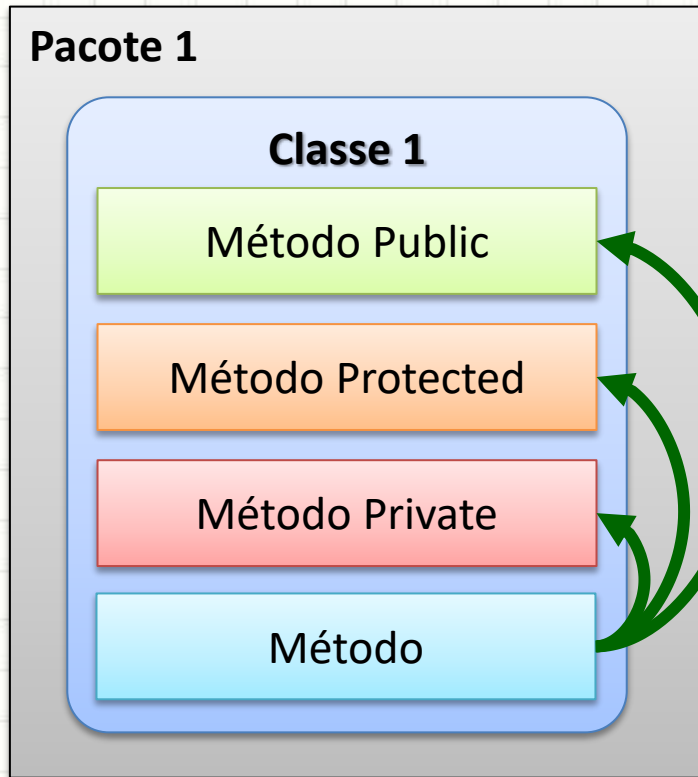 Pacote 1
Classe 1
Método Public
Método Protected
Método Private
Método